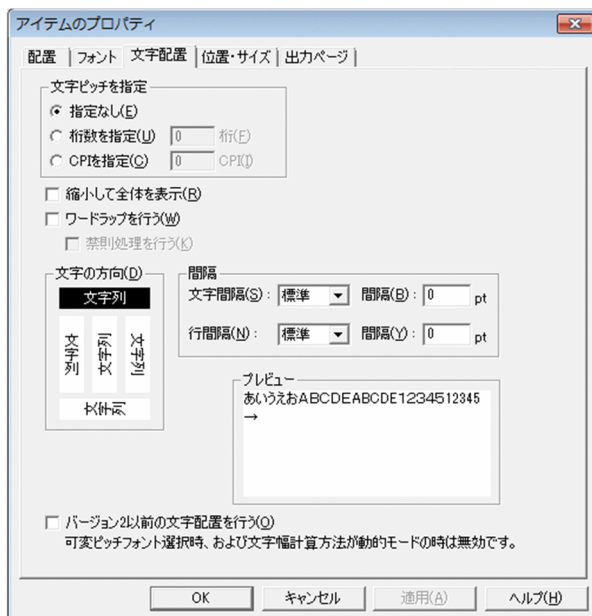 アイテムのプロパティ
配置 フォント 文字配置 位置・サイズ 出力ページ
文字ピッチを指定
指定なし(E)
桁数を指定(U) 0 桁(F)
CPIを指定(C) 0 CPI(I)
縮小して全体を表示(R)
ワードラップを行う(W)
禁則処理を行う(K)
文字の方向(D)
文字列
文字列
文字列
文字列
文字列
間隔
文字間隔(S): 標準 間隔(B): 0 pt
行間隔(N): 標準 間隔(Y): 0 pt
プレビュー
あいうえおABCDEABCDE1234512345
→
バージョン2以前の文字配置を行う(O)
可変ピッチフォント選択時、および文字幅計算方法が動的モードの時は無効です。
OK キャンセル 適用(A) ヘルプ(H)